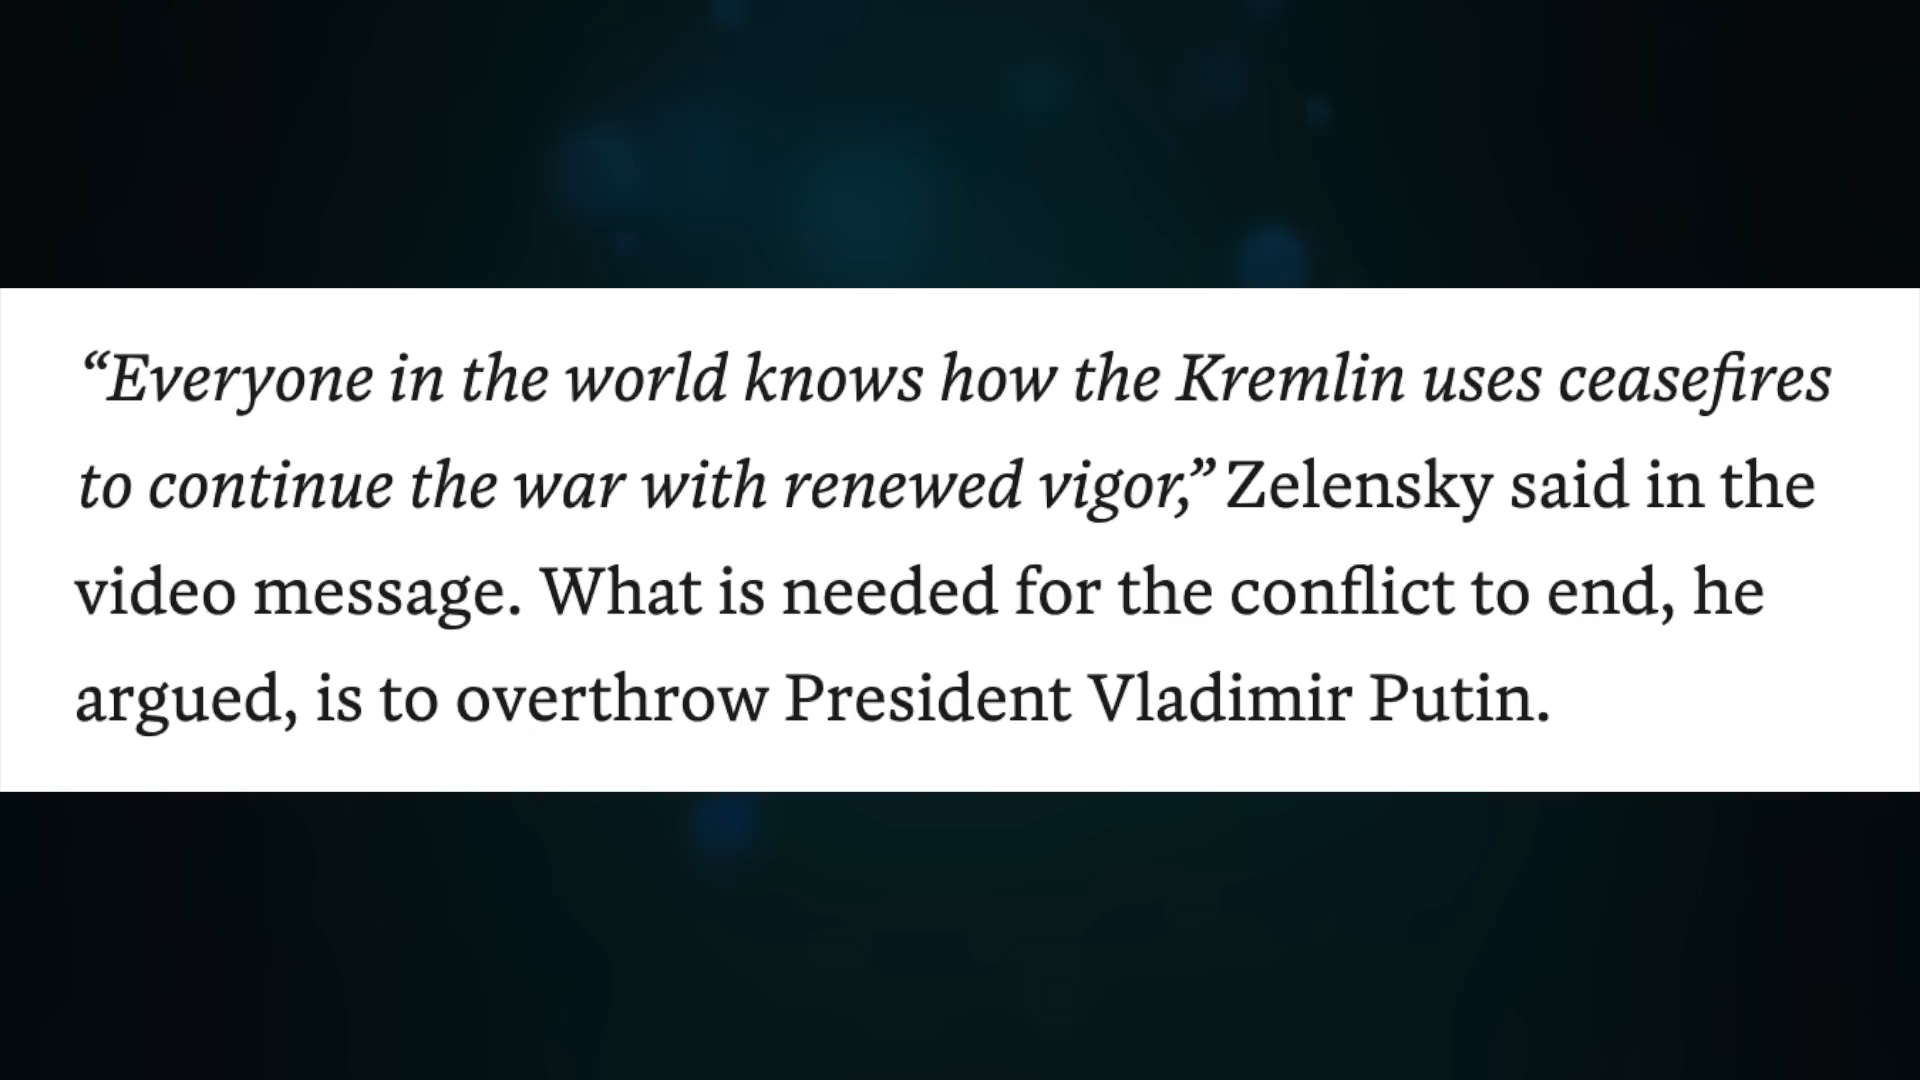 “Everyone in the world knows how the Kremlin uses ceasefires
to continue the war with renewed vigor,” Zelensky said in the
video message. What is needed for the conflict to end, he
argued, is to overthrow President Vladimir Putin.